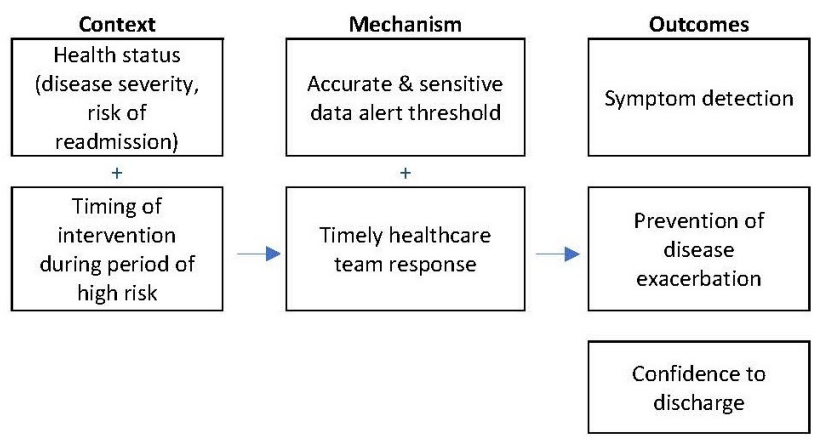 Context
Health status
(disease severity,
risk of
readmission)
+
Timing of
intervention
during period of
high risk
Mechanism
Accurate & sensitive
data alert threshold
+
Timely healthcare
team response
Outcomes
Symptom detection
Prevention of
disease
exacerbation
Confidence to
discharge